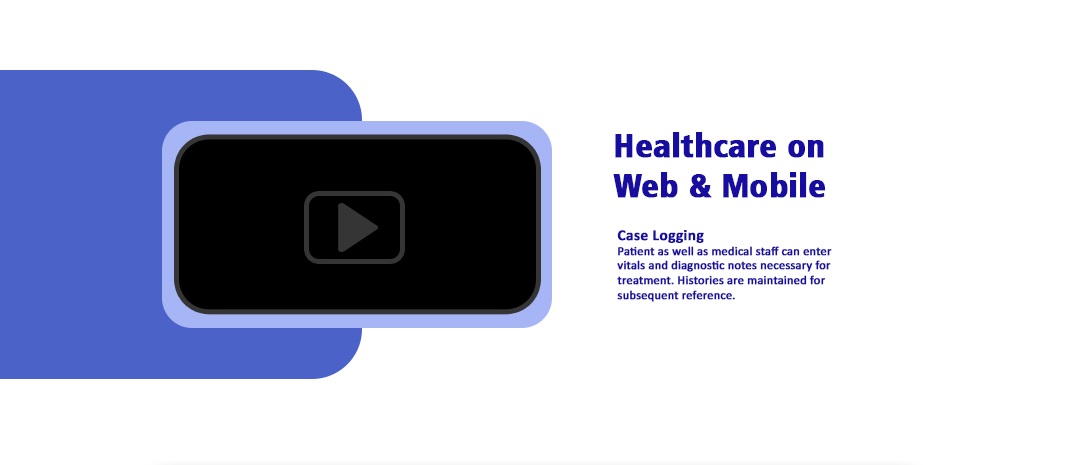 Healthcare on
Web & Mobile
Case Logging
Patient as well as medical staff can enter
vitals and diagnostic notes necessary for
treatment. Histories are maintained for
subsequent reference.